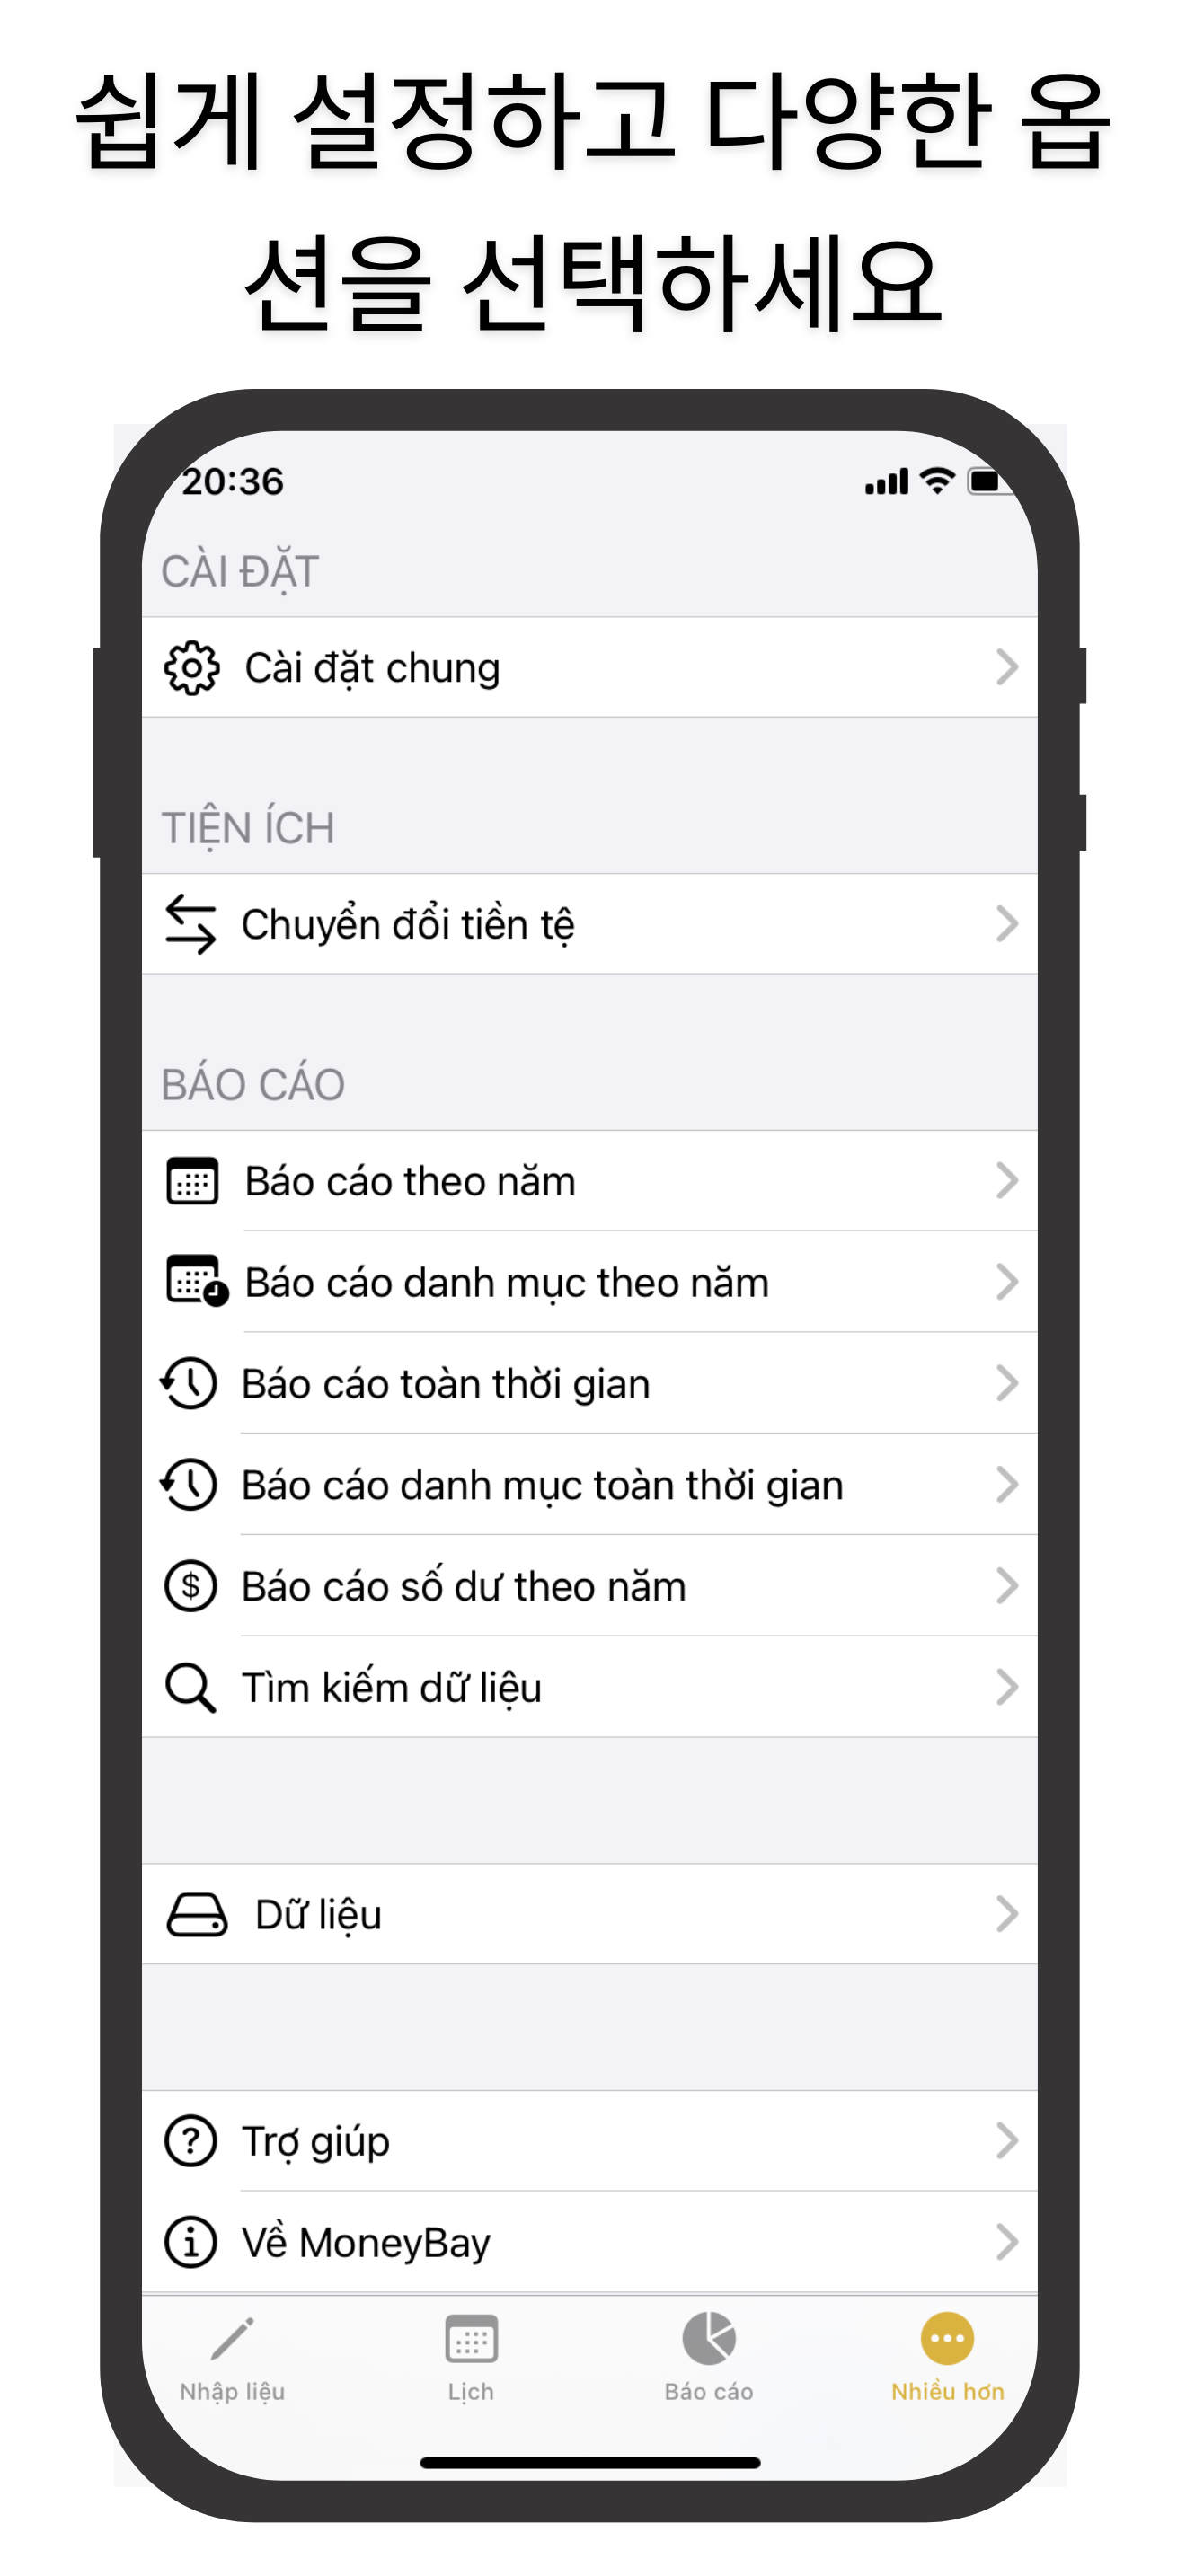 쉽게 설정하고 다양한 옵
션을 선택하세요
20:36
CÀI ĐẶT
Cài đặt chung
TIỆN ÍCH
Chuyển đổi tiền tệ
BÁO CÁO
Báo cáo theo năm
Báo cáo danh mục theo năm
Báo cáo toàn thời gian
Báo cáo danh mục toàn thời gian
$ Báo cáo số dư theo năm
Tìm kiếm dữ liệu
Dữ liệu
? Trợ giúp
i Về MoneyBay
Nhập liệu Lịch Báo cáo Nhiều hơn